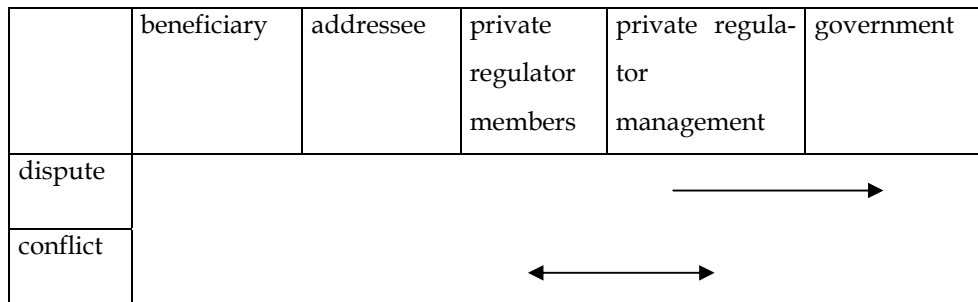 beneficiary addressee private private regula- government
regulator tor
members management
dispute
conflict